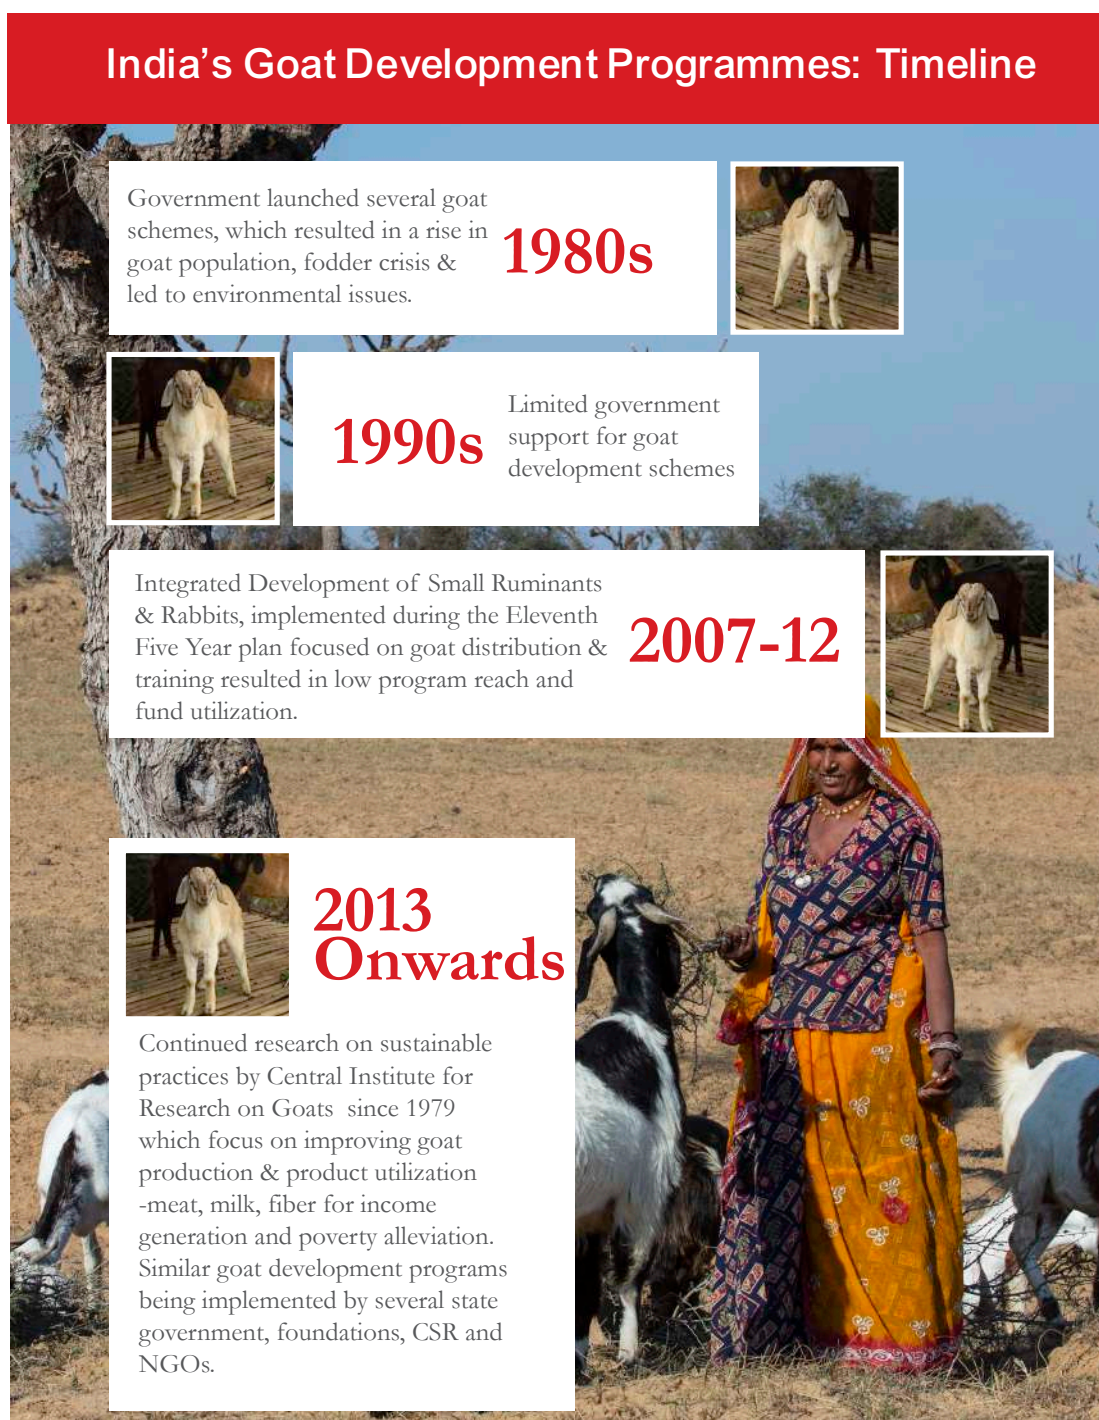 India's Goat Development Programmes: Timeline
Government launched several goat
schemes, which resulted in a rise in
goat population, fodder crisis &
led to environmental issues.
1980s
1990s
Limited government
support for goat
development schemes
Integrated Development of Small Ruminants
& Rabbits, implemented during the Eleventh
Five Year plan focused on goat distribution &
training resulted in low program reach and
fund utilization.
2007-12
2013
Onwards
Continued research on sustainable
practices by Central Institute for
Research on Goats since 1979
which focus on improving goat
production & product utilization
-meat, milk, fiber for income
generation and poverty alleviation.
Similar goat development programs
being implemented by several state
government, foundations, CSR and
NGOs.